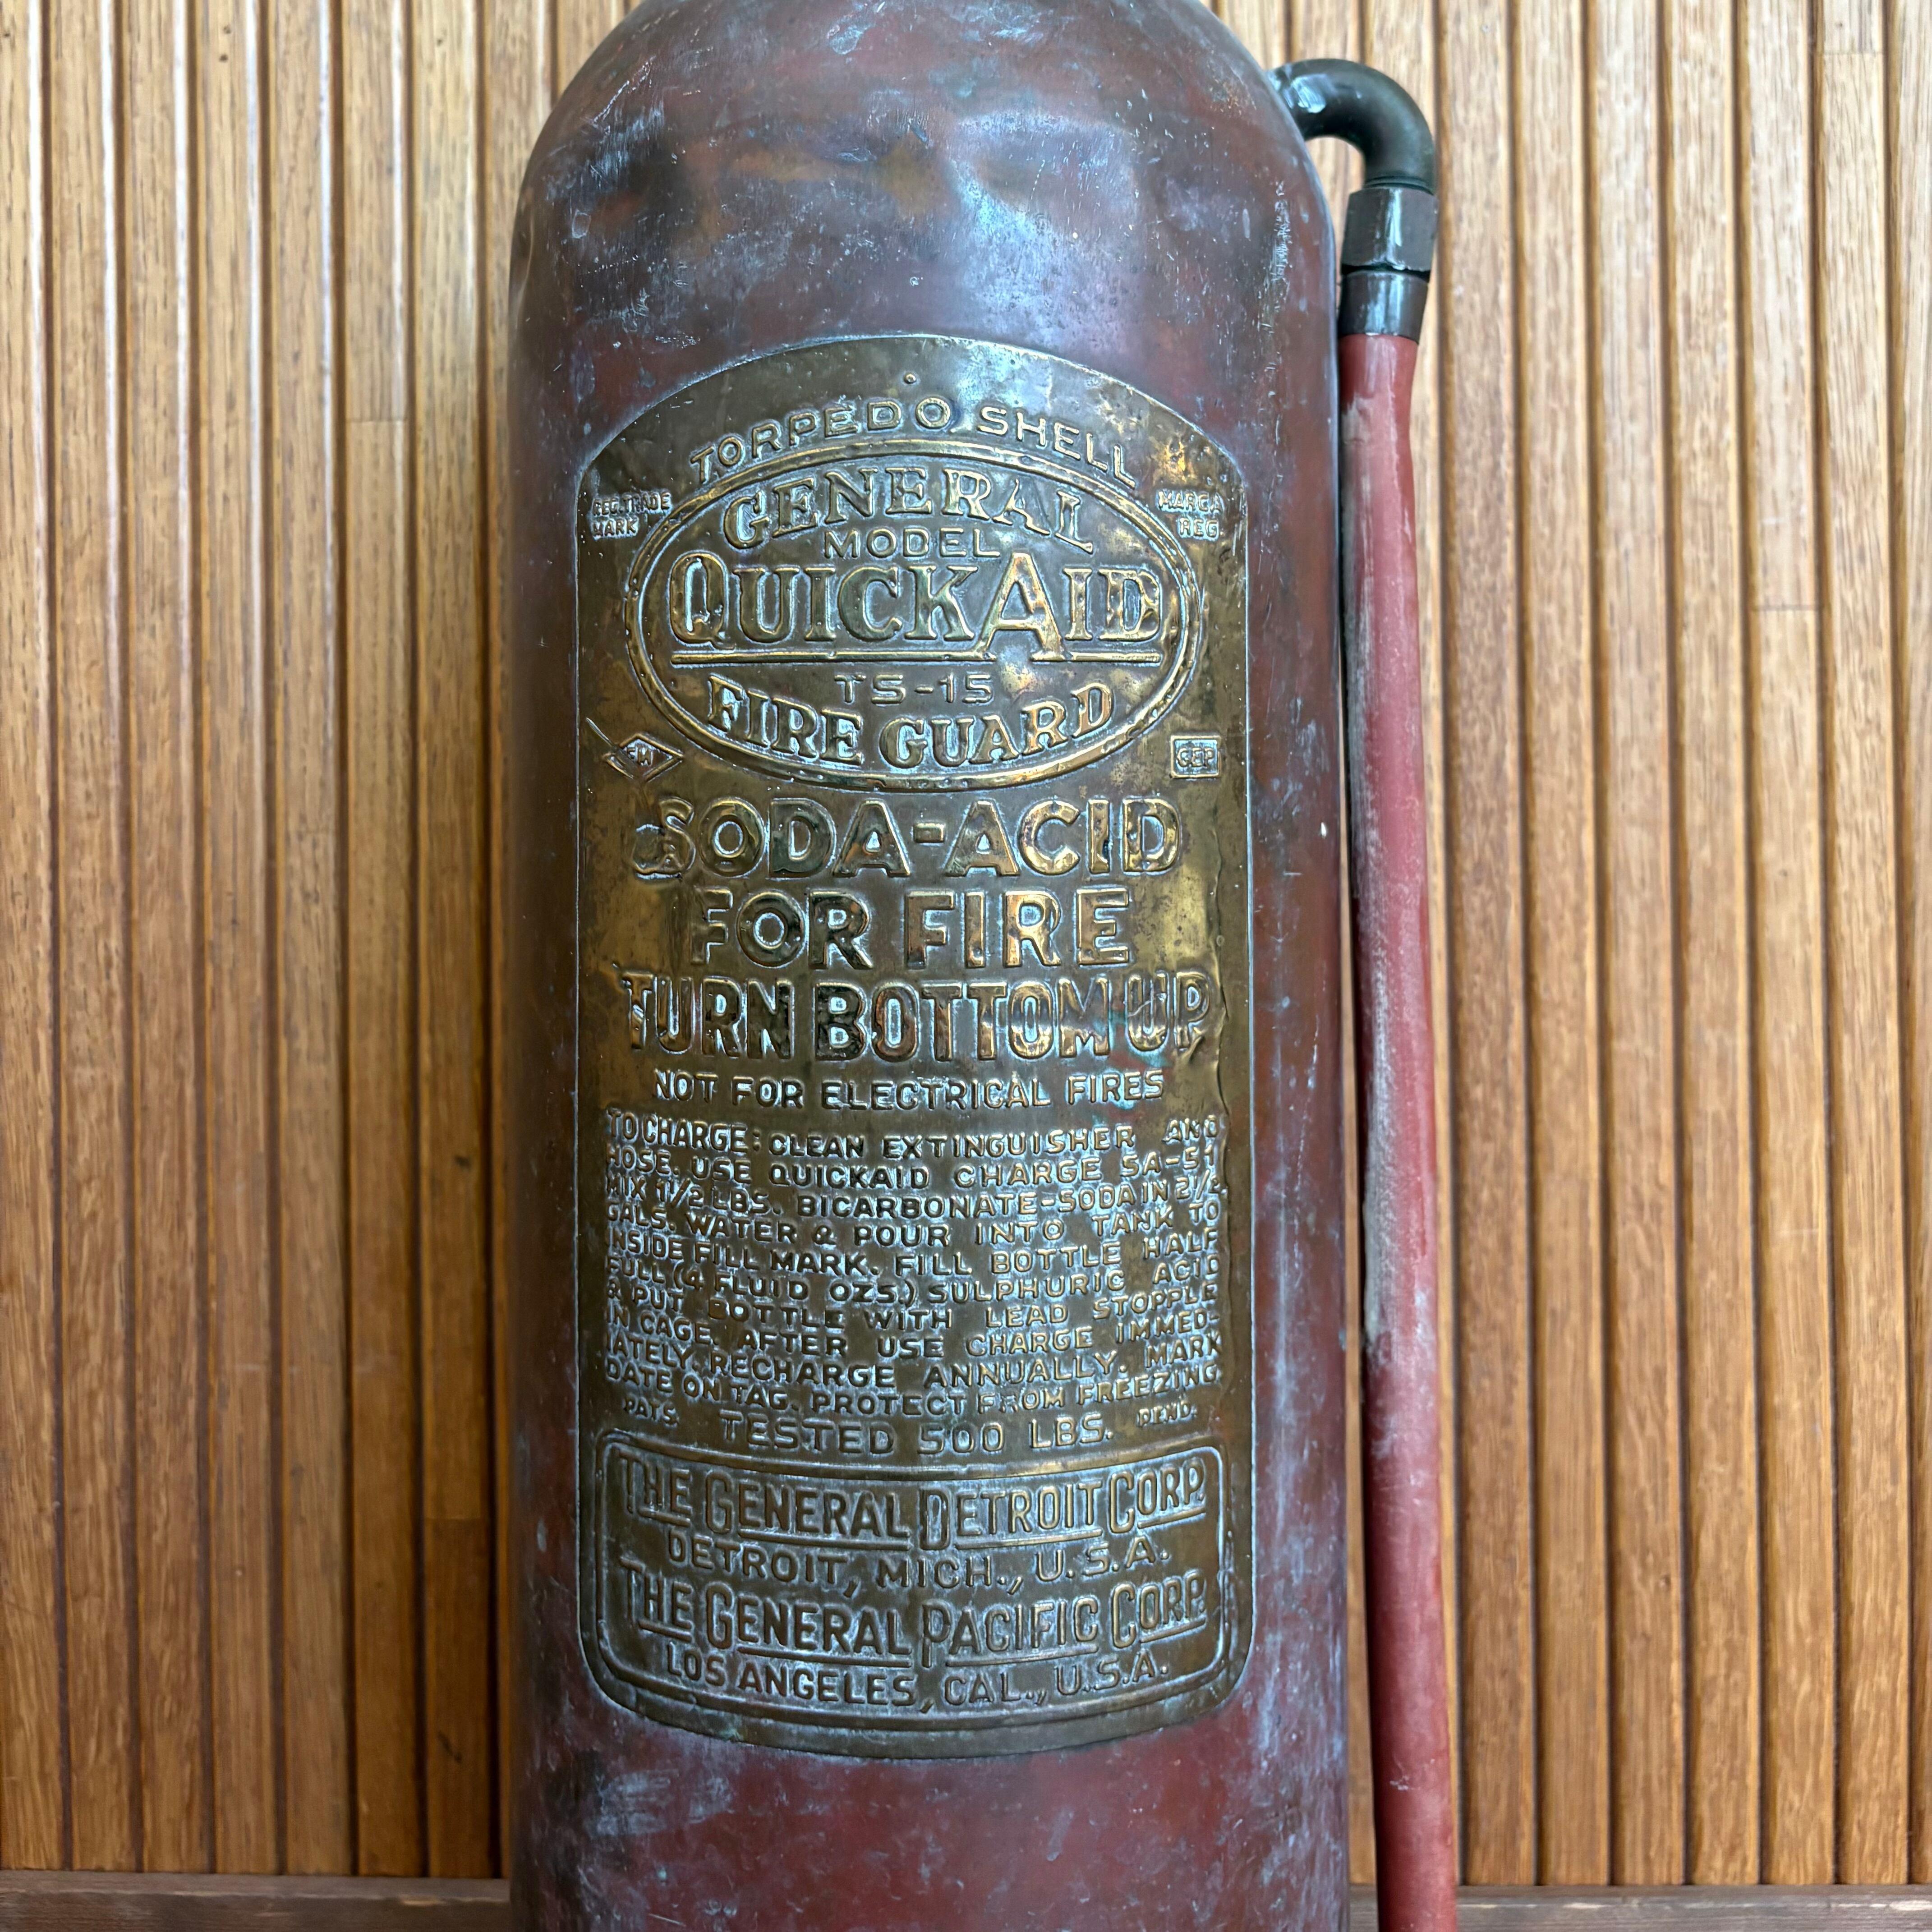 TORPEDO SHELL
REG. TRADE
MARK
MARCA
REG.
GENERAL
MODEL
QUICKAID
TS-15
FIRE GUARD
FM
SODA-ACID
FOR FIRE
TURN BOTTOM UP
NOT FOR ELECTRICAL FIRES
TO CHARGE: CLEAN EXTINGUISHER AND
HOSE. USE QUICKAID CHARGE
MIX 1 1/2 LBS. BICARBONATE-SODA IN 2 1/2
GALS. WATER & POUR INTO TANK TO
INSIDE FILL MARK. FILL BOTTLE HALF
FULL (4 FLUID OZS.) SULPHURIC ACID
& PUT BOTTLE WITH LEAD STOPPLE
IN CAGE. AFTER USE CHARGE IMMED-
IATELY. RECHARGE ANNUALLY. MARK
DATE ON TAG. PROTECT FROM FREEZING.
PATS. TESTED 500 LBS. PEND.
THE GENERAL DETROIT CORP.
DETROIT, MICH., U.S.A.
THE GENERAL PACIFIC CORP.
LOS ANGELES, CAL., U.S.A.